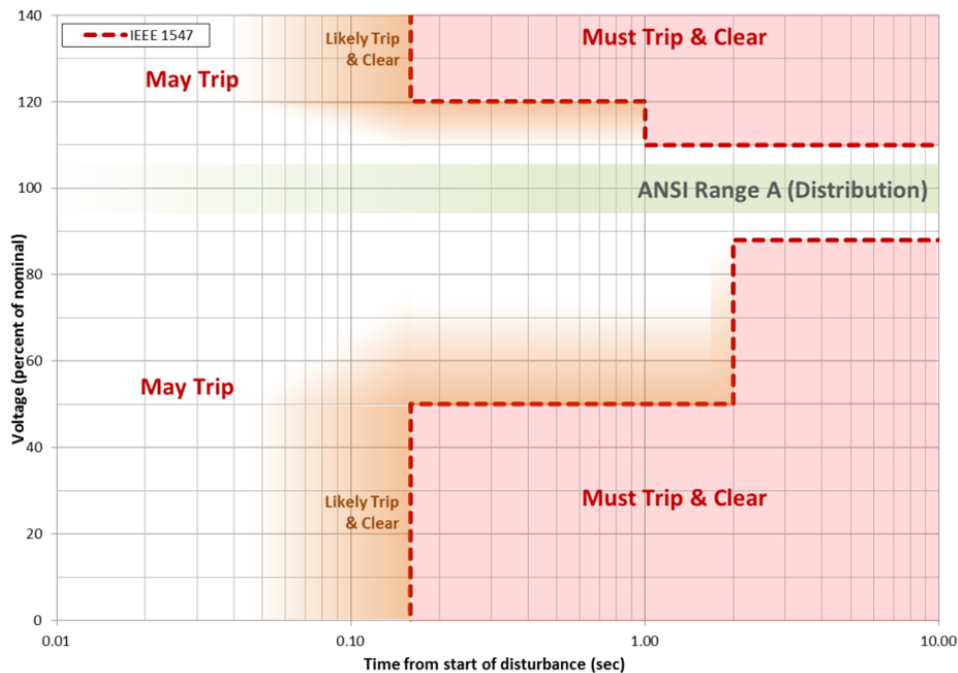 140
120
100
80
60
40
20
0
Voltage (percent of nominal)
IEEE 1547
May Trip
Likely Trip
& Clear
Must Trip & Clear
ANSI Range A (Distribution)
May Trip
Likely Trip
& Clear
Must Trip & Clear
0.01
0.10
1.00
10.00
Time from start of disturbance (sec)